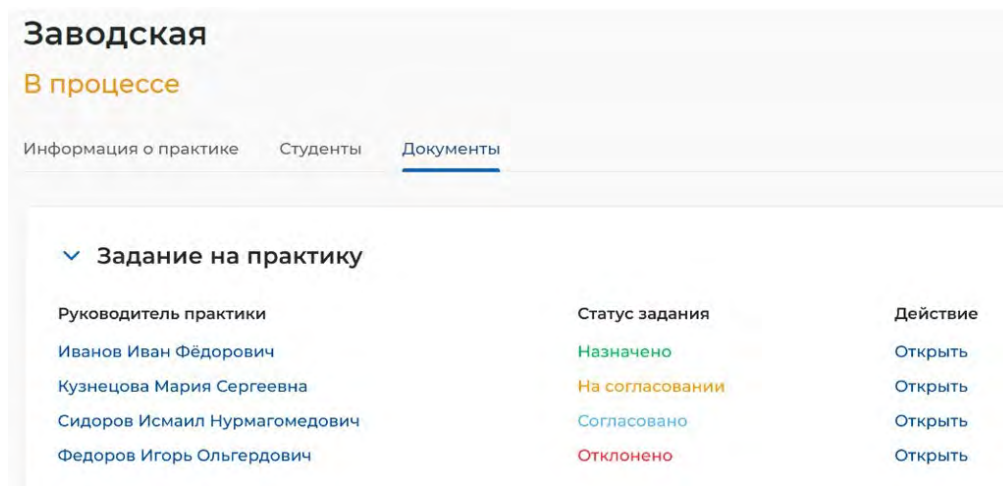 Заводская
В процессе
Информация о практике Студенты Документы
Задание на практику
Руководитель практики Статус задания Действие
Иванов Иван Фёдорович Назначено Открыть
Кузнецова Мария Сергеевна На согласовании Открыть
Сидоров Исмаил Нурмагомедович Согласовано Открыть
Федоров Игорь Ольгердович Отклонено Открыть